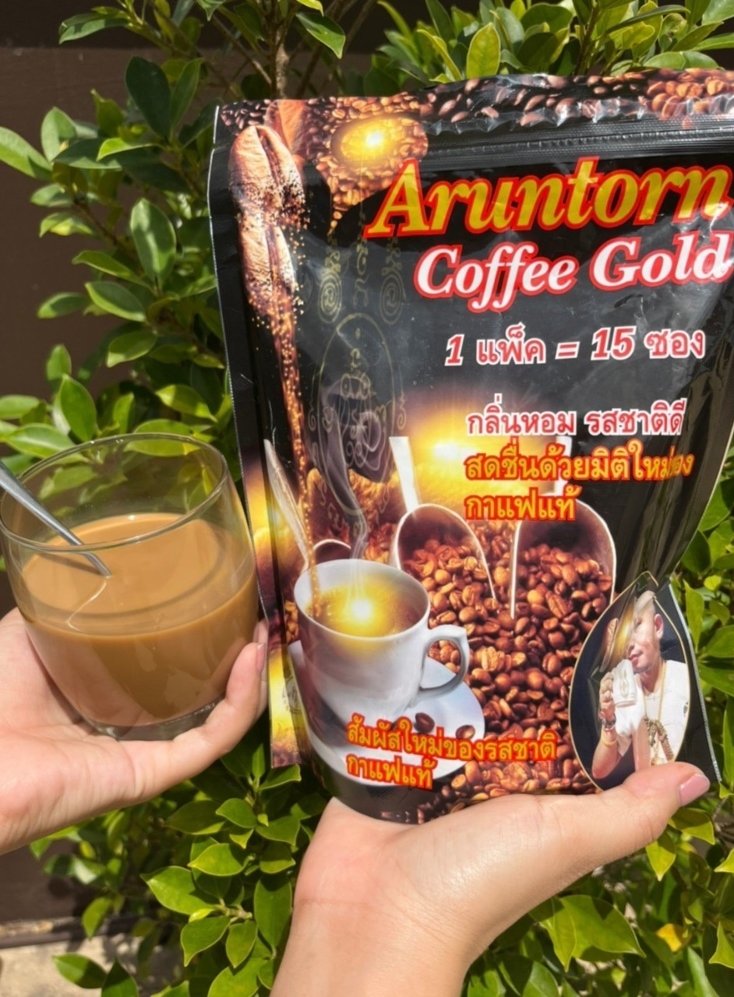 Aruntorn
Coffee Gold
1 แพ็ค = 15 ซอง
กลิ่นหอม รสชาติดี
สดชื่นด้วยมิติใหม่ของ
กาแฟแท้
ส้มผัสใหม่ของรสชาติ
กาแฟแท้